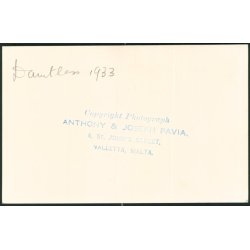 Dauntless 1933
Copyright Photograph
ANTHONY & JOSEPH PAVIA,
4, ST. JOHN'S STREET,
VALLETTA, MALTA.